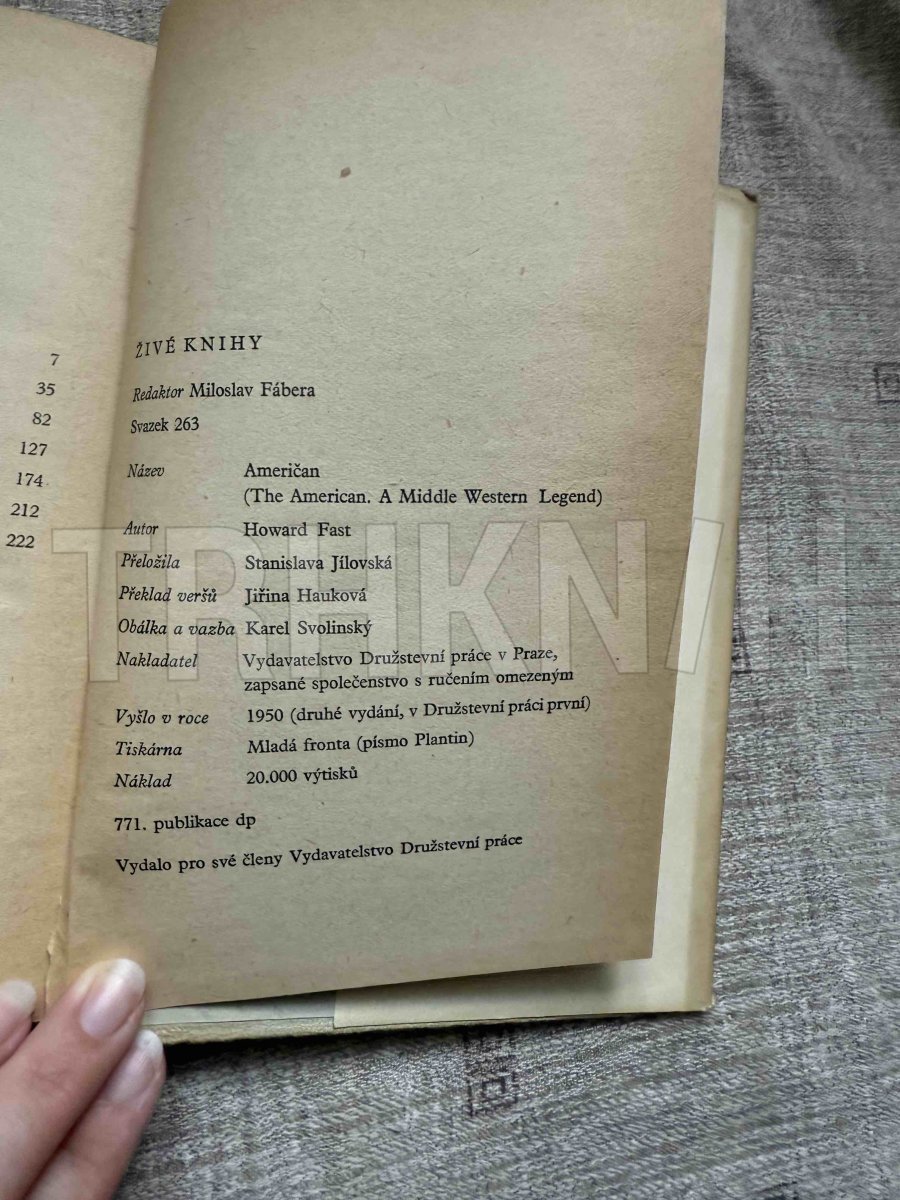 7
35
82
127
174
212
222
ŽIVÉ KNIHY
Redaktor Miloslav Fábera
Svazek 263
Název Američan
(The American. A Middle Western Legend)
Autor Howard Fast
Přeložila Stanislava Jílovská
Překlad veršů Jiřina Hauková
Obálka a vazba Karel Svolinský
Nakladatel Vydavatelstvo Družstevní práce v Praze,
zapsané společenstvo s ručením omezeným
Vyšlo v roce 1950 (druhé vydání, v Družstevní práci první)
Tiskárna Mladá fronta (písmo Plantin)
Náklad 20.000 výtisků
771. publikace dp
Vydalo pro své členy Vydavatelstvo Družstevní práce
TRHKNIH